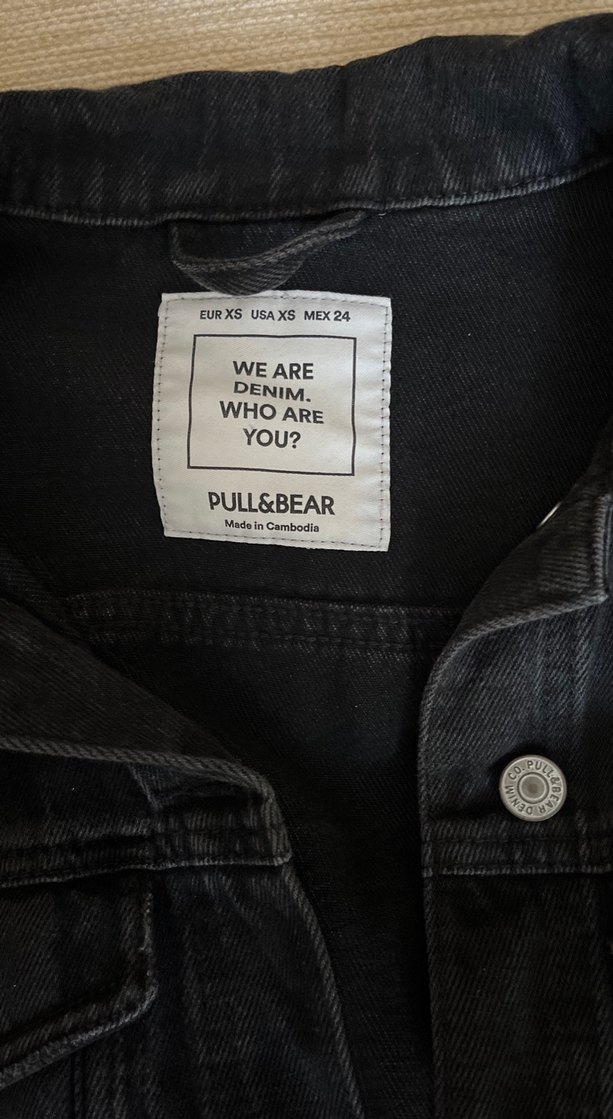 EUR XS USA XS MEX 24
WE ARE
DENIM.
WHO ARE
YOU?
PULL&BEAR
Made in Cambodia
PULL&BEAR DENIM CO.